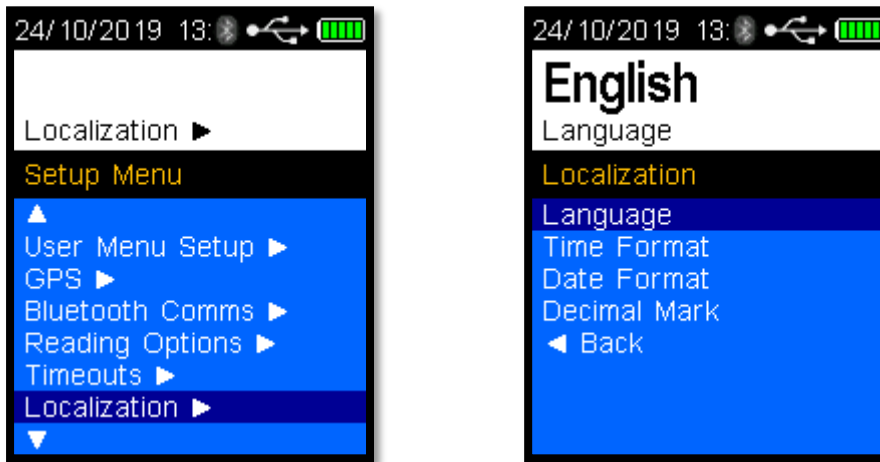 24/10/2019 13:
Localization ►
Setup Menu
▲
User Menu Setup ►
GPS ►
Bluetooth Comms ►
Reading Options ►
Timeouts ►
Localization ►
▼
24/10/2019 13:
English
Language
Localization
Language
Time Format
Date Format
Decimal Mark
◄ Back